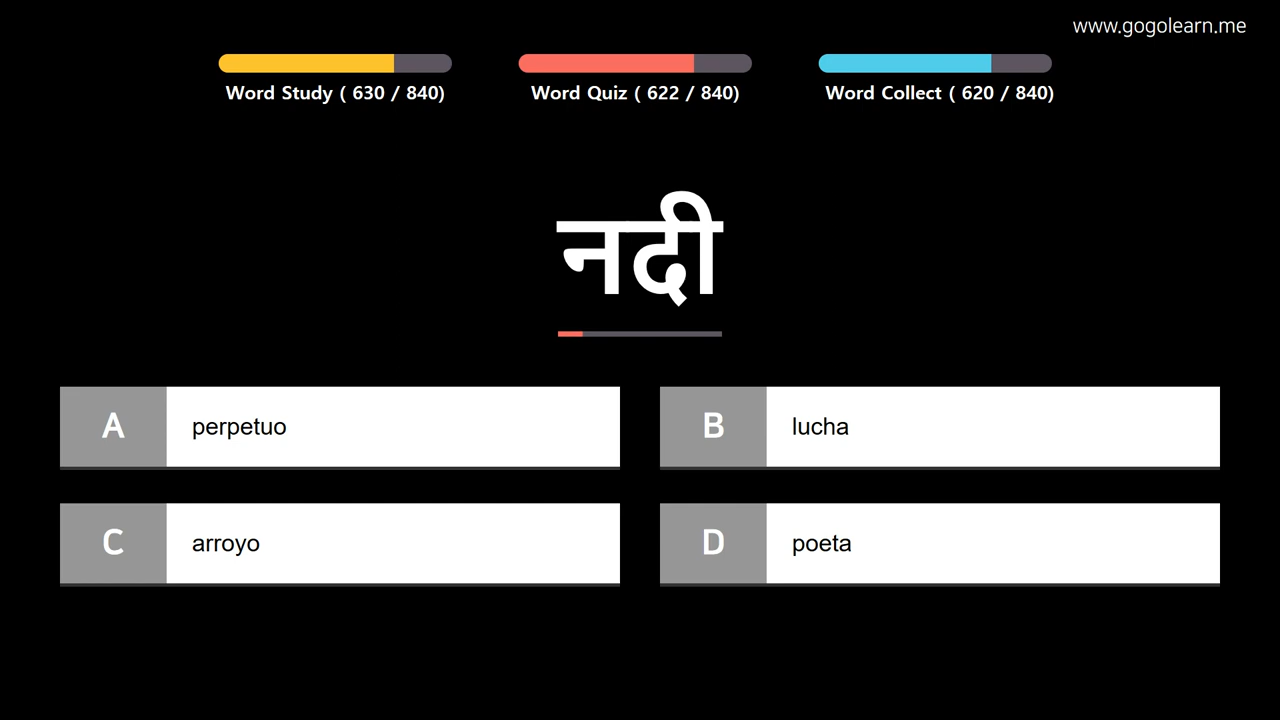 www.gogolearn.me
Word Study ( 630 / 840)
Word Quiz ( 622 / 840)
Word Collect ( 620 / 840)
नदी
A perpetuo
B lucha
C arroyo
D poeta